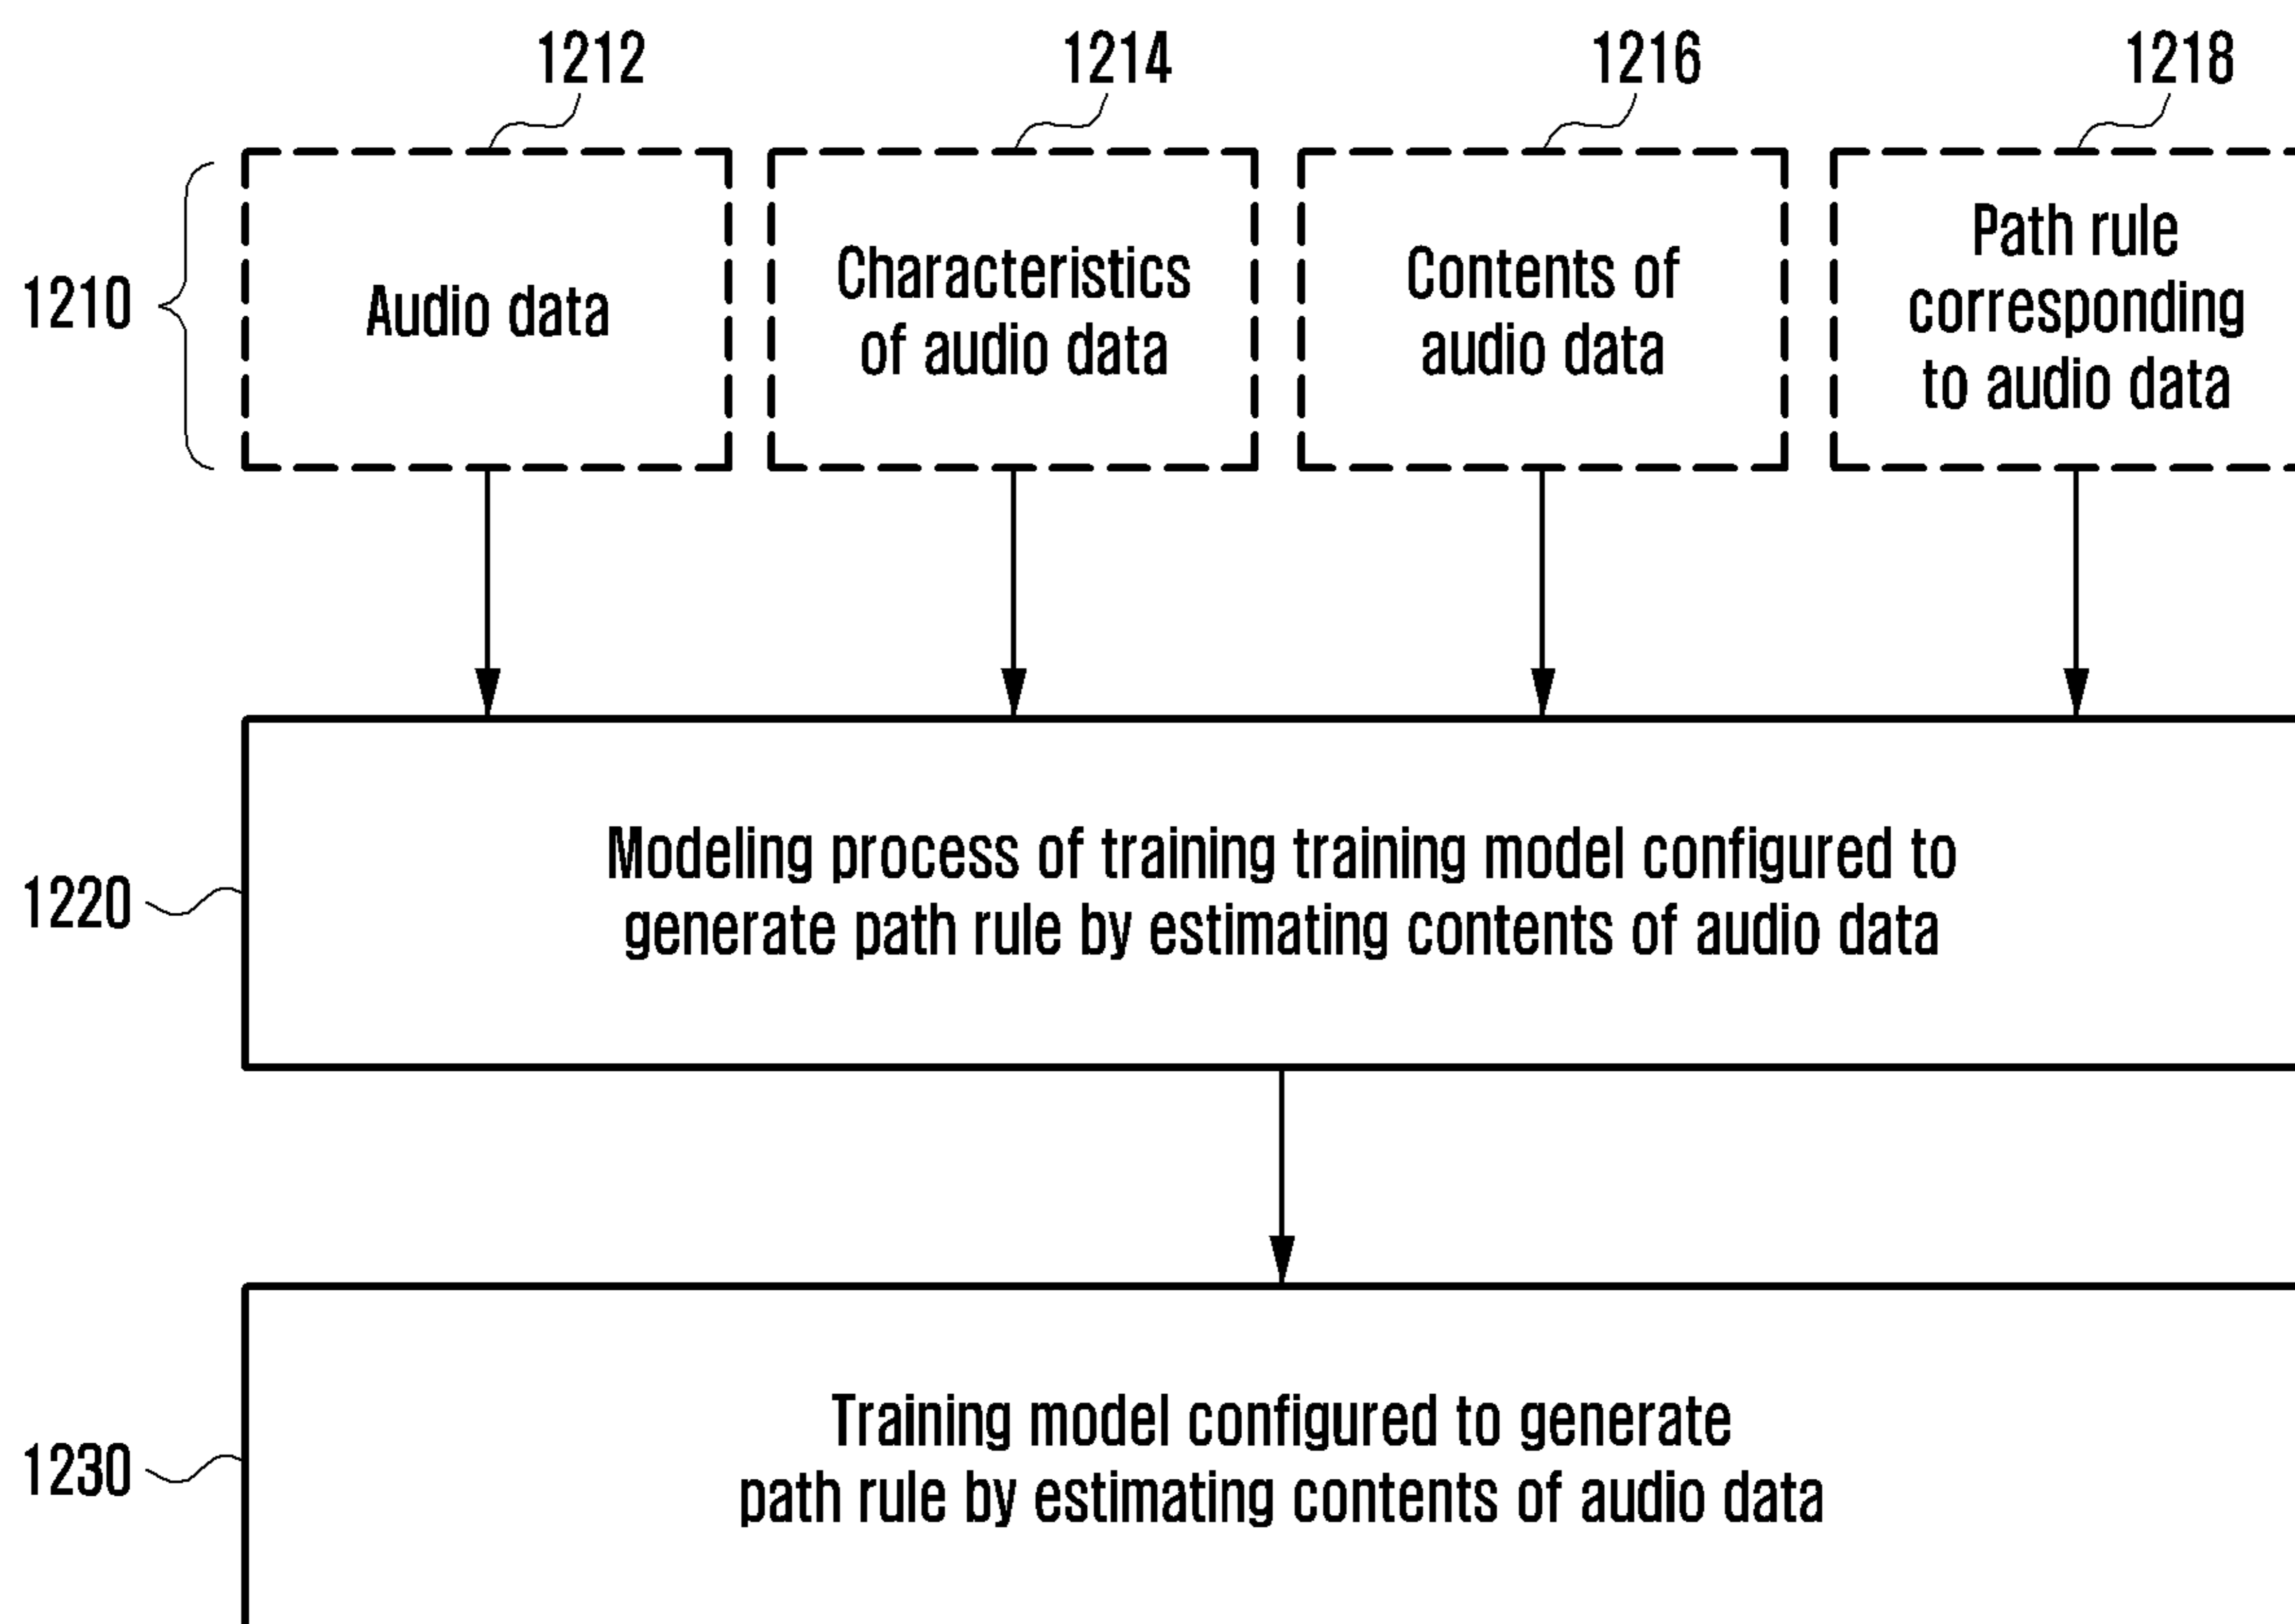 1212
1214
1216
1218
1210
Audio data
Characteristics
of audio data
Contents of
audio data
Path rule
corresponding
to audio data
1220
Modeling process of training training model configured to
generate path rule by estimating contents of audio data
1230
Training model configured to generate
path rule by estimating contents of audio data